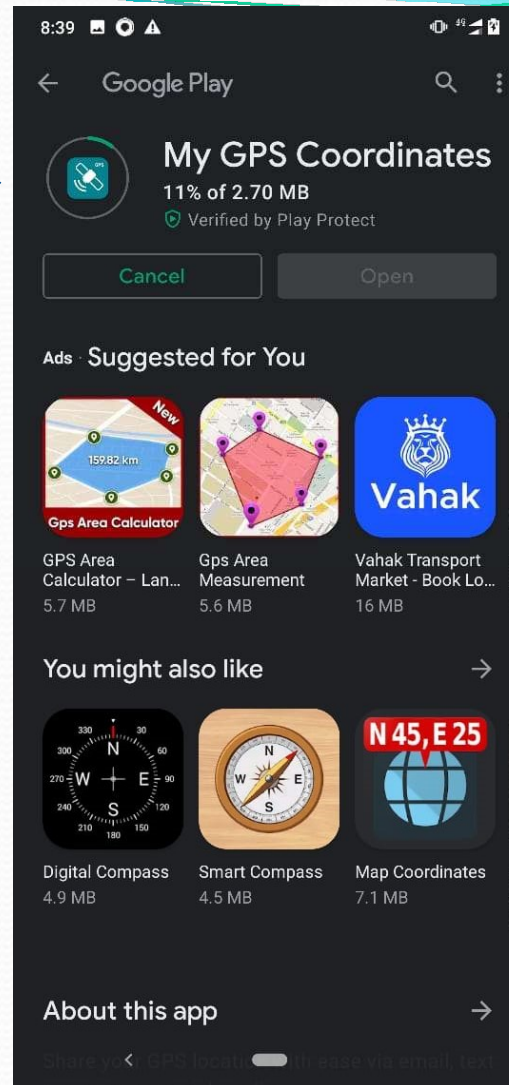 8:39
4G
Google Play
GPS
My GPS Coordinates
11% of 2.70 MB
Verified by Play Protect
Cancel
Open
Ads · Suggested for You
New
159.82 km
Gps Area Calculator
Vahak
GPS Area
Calculator – Lan...
5.7 MB
Gps Area
Measurement
5.6 MB
Vahak Transport
Market - Book Lo...
16 MB
You might also like
330 30
300 N 60
270 W E 90
240 S 120
210 180 150
N
W E
S
N 45, E 25
Digital Compass
4.9 MB
Smart Compass
4.5 MB
Map Coordinates
7.1 MB
About this app
Share your GPS location with ease via email, text